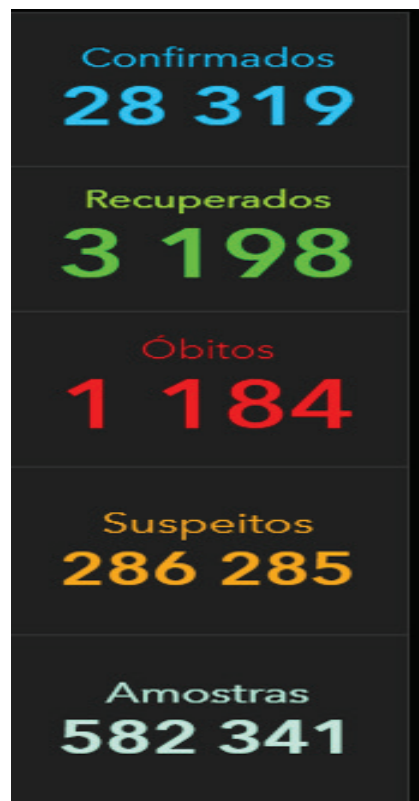 Confirmados
28 319
Recuperados
3 198
Óbitos
1 184
Suspeitos
286 285
Amostras
582 341